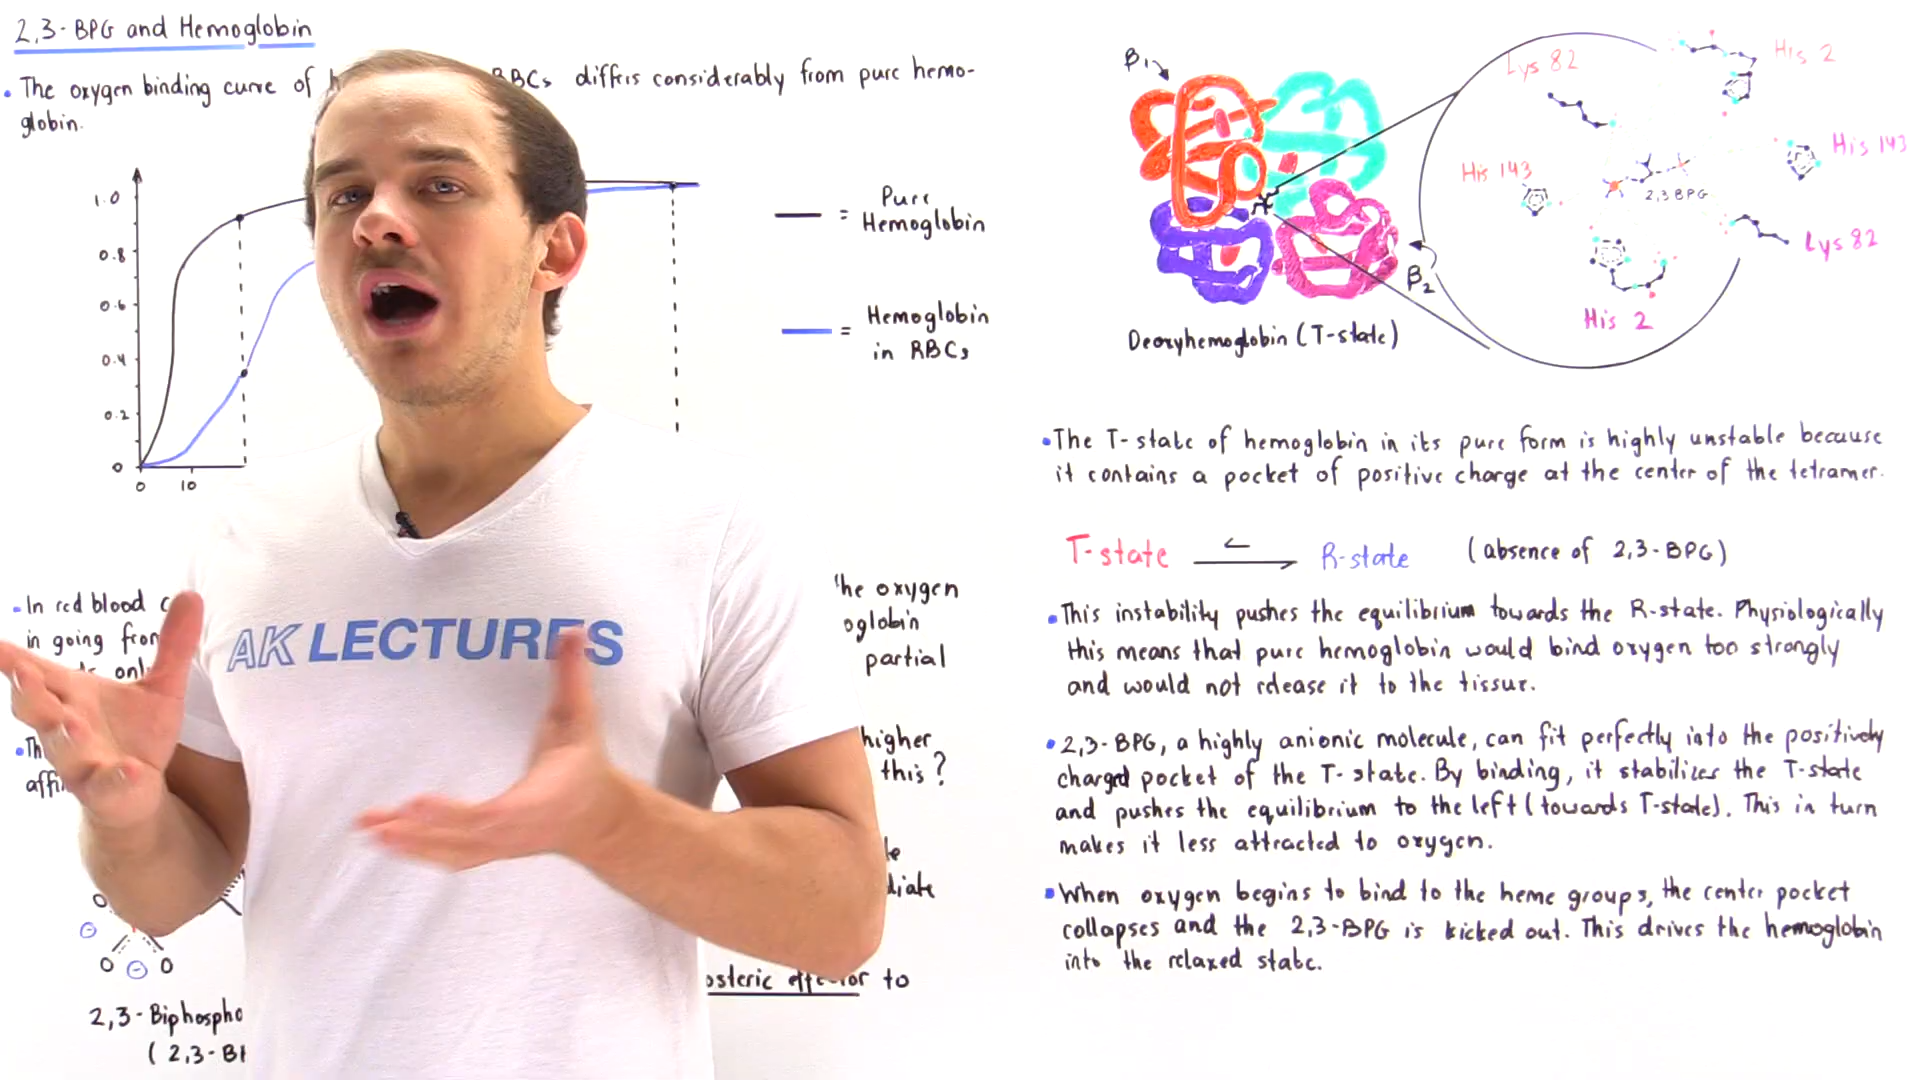 2,3-BPG and Hemoglobin
• The oxygen binding curve of RBCs differs considerably from pure hemo-
globin.
1.0
0.8
0.6
0.4
0.2
0
0 10
Pure
= Hemoglobin
= Hemoglobin
in RBCs
• In red blood
in going from
the oxygen
oglobin
partial
higher
this?
diate
osteric effector to
O
O O
2,3-Biphospho
(2,3-BP
AK LECTURES
β1
β2
Deoxyhemoglobin (T-state)
Lys 82
His 2
His 143
His 143
2,3 BPG
Lys 82
His 2
• The T-state of hemoglobin in its pure form is highly unstable because
it contains a pocket of positive charge at the center of the tetramer.
T-state ⇌ R-state (absence of 2,3-BPG)
• This instability pushes the equilibrium towards the R-state. Physiologically
this means that pure hemoglobin would bind oxygen too strongly
and would not release it to the tissue.
• 2,3-BPG, a highly anionic molecule, can fit perfectly into the positively
charged pocket of the T-state. By binding, it stabilizes the T-state
and pushes the equilibrium to the left (towards T-state). This in turn
makes it less attracted to oxygen.
• When oxygen begins to bind to the heme groups, the center pocket
collapses and the 2,3-BPG is kicked out. This drives the hemoglobin
into the relaxed state.